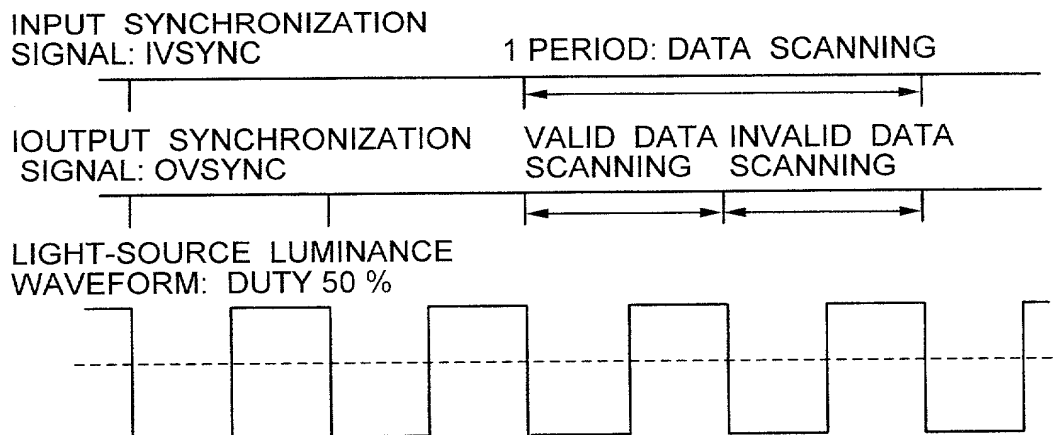 INPUT SYNCHRONIZATION
SIGNAL: IVSYNC
1 PERIOD: DATA SCANNING
IOUTPUT SYNCHRONIZATION
SIGNAL: OVSYNC
VALID DATA
SCANNING
INVALID DATA
SCANNING
LIGHT-SOURCE LUMINANCE
WAVEFORM: DUTY 50 %